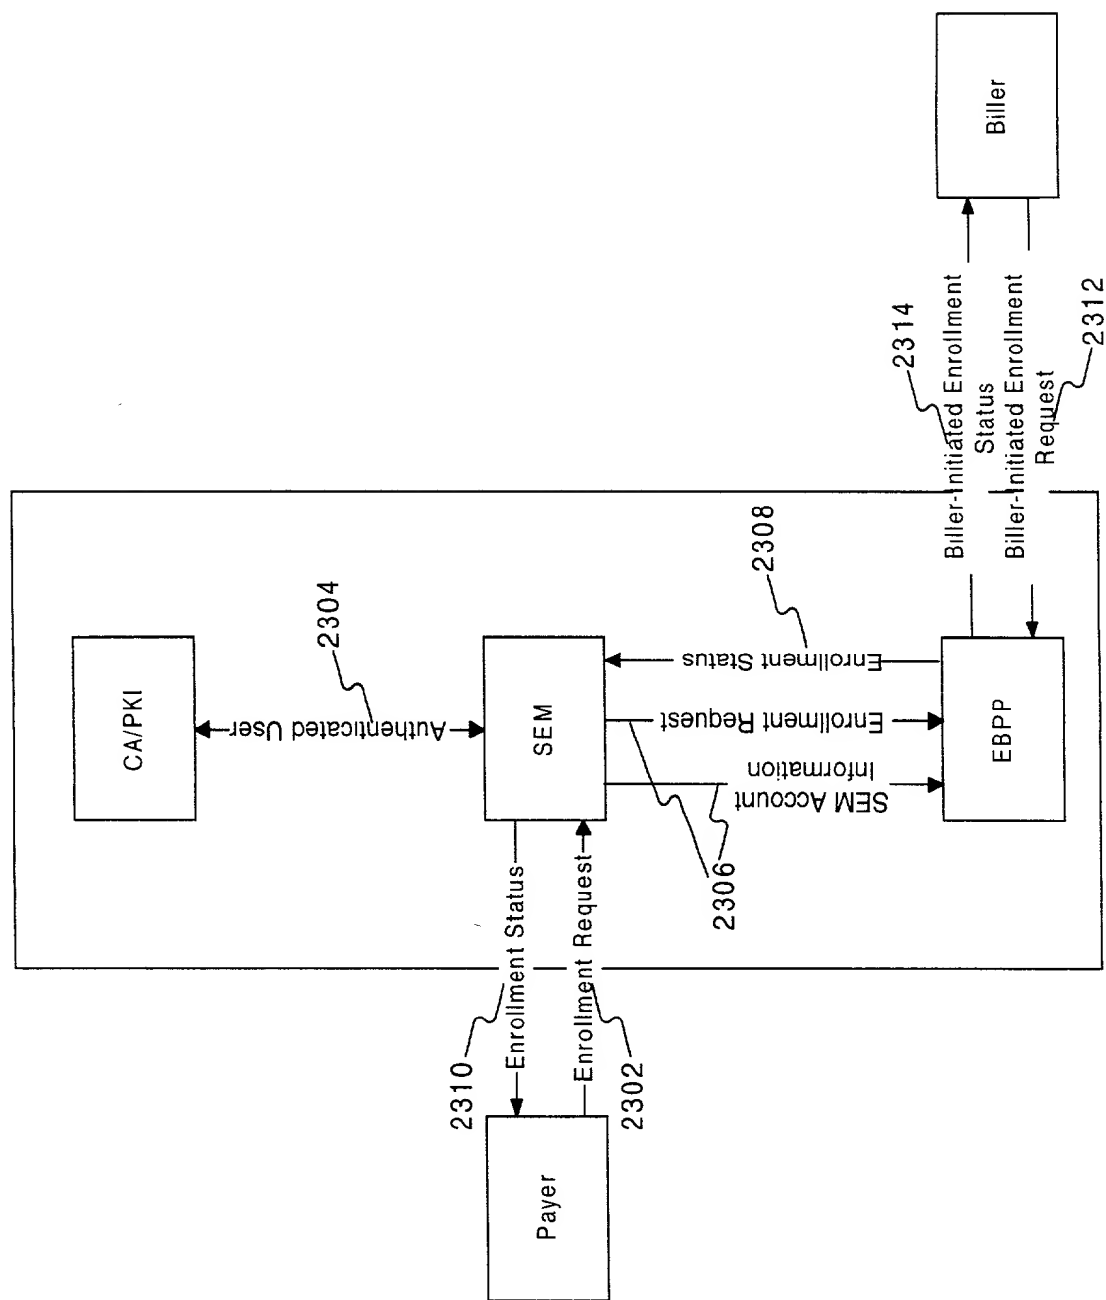 CA/PKI
2304
Authenticated User
Payer
2310
Enrollment Status
Enrollment Request
2302
SEM
2306
SEM Account
Information
Enrollment Request
Enrollment Status
2308
EBPP
2314
Biller-Initiated Enrollment
Status
Biller-Initiated Enrollment
Request
2312
Biller